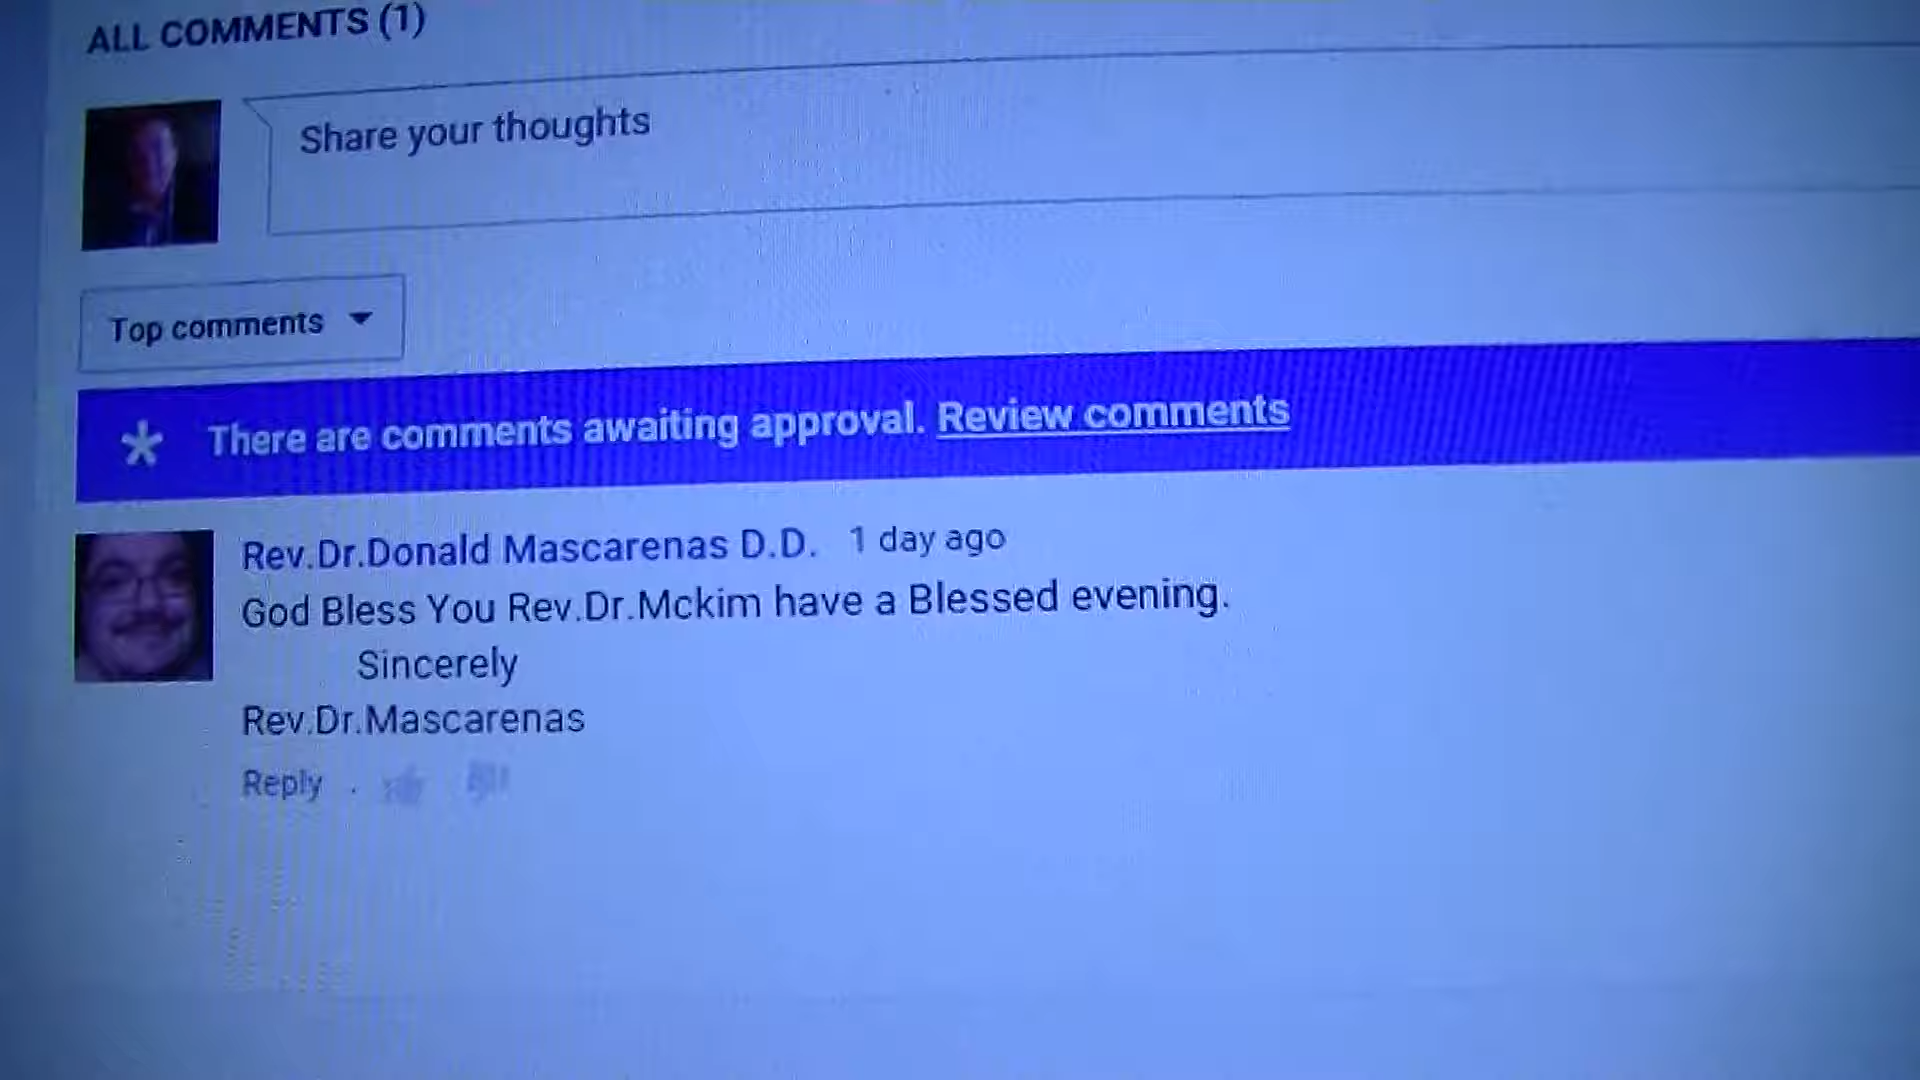 ALL COMMENTS (1)
Share your thoughts
Top comments
* There are comments awaiting approval. Review comments
Rev.Dr.Donald Mascarenas D.D. 1 day ago
God Bless You Rev.Dr.Mckim have a Blessed evening.
Sincerely
Rev.Dr.Mascarenas
Reply .